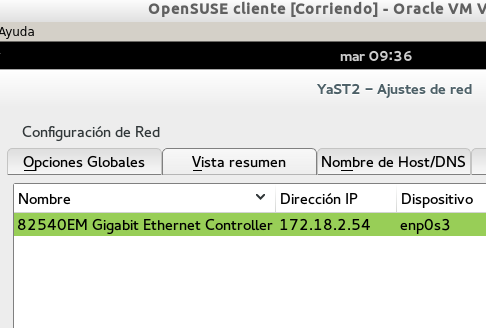 OpenSUSE cliente [Corriendo] - Oracle VM V
Ayuda
mar 09:36
YaST2 - Ajustes de red
Configuración de Red
Opciones Globales Vista resumen Nombre de Host/DNS
Nombre Dirección IP Dispositivo
82540EM Gigabit Ethernet Controller 172.18.2.54 enp0s3